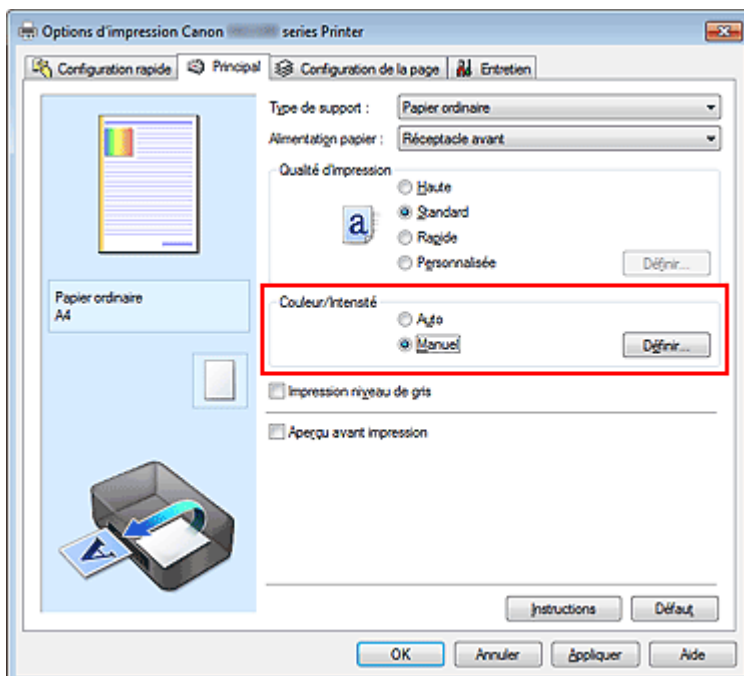 Options d'impression Canon series Printer
Configuration rapide Principal Configuration de la page Entretien
Type de support : Papier ordinaire
Alimentation papier : Réceptacle avant
Qualité d'impression
Haute
a Standard
Rapide
Personnalisée Définir...
Papier ordinaire
A4
Couleur/Intensité
Auto
Manuel Définir...
Impression niveau de gris
Aperçu avant impression
A
Instructions Défaut
OK Annuler Appliquer Aide